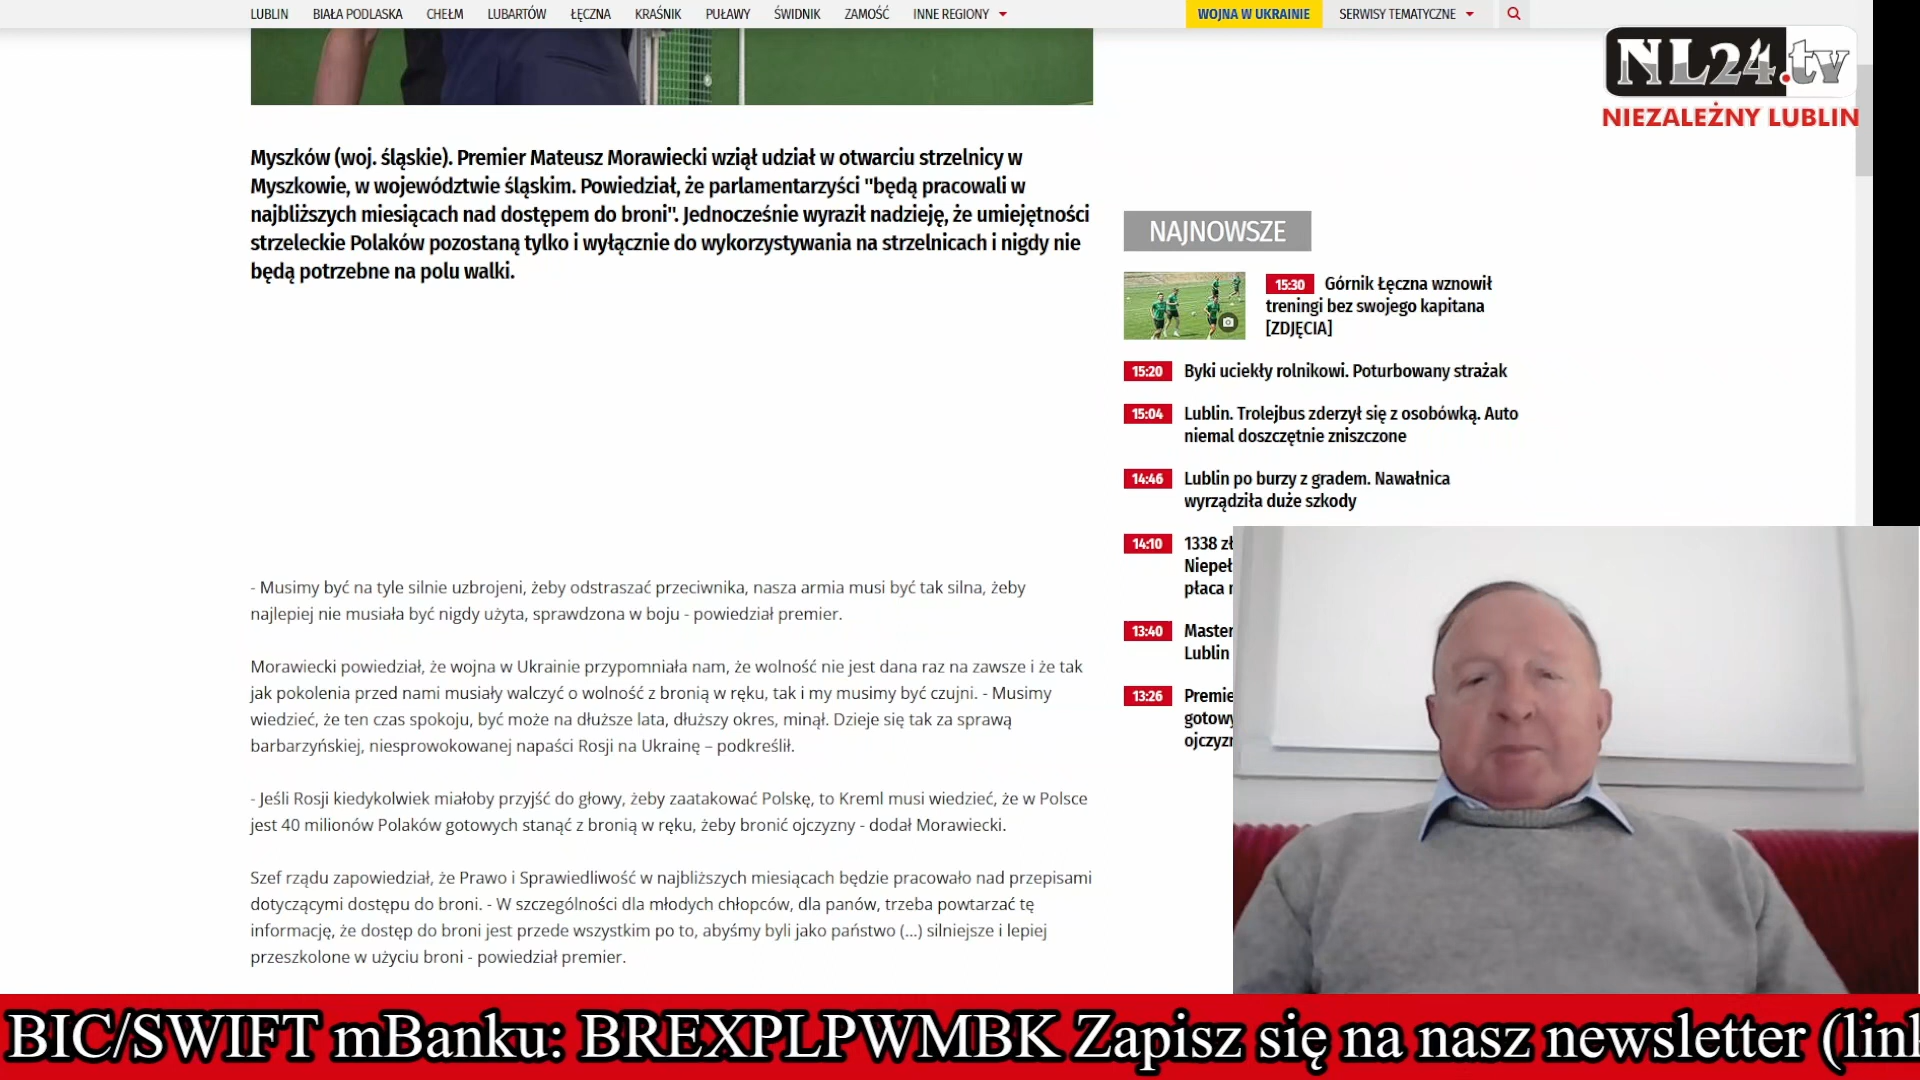 LUBLIN BIAŁA PODLASKA CHEŁM LUBARTÓW ŁĘCZNA KRAŚNIK PUŁAWY ŚWIDNIK ZAMOŚĆ INNE REGIONY WOJNA W UKRAINIE SERWISY TEMATYCZNE
NL24.tv
NIEZALEŻNY LUBLIN
Myszków (woj. śląskie). Premier Mateusz Morawiecki wziął udział w otwarciu strzelnicy w
Myszkowie, w województwie śląskim. Powiedział, że parlamentarzyści "będą pracowali w
najbliższych miesiącach nad dostępem do broni". Jednocześnie wyraził nadzieję, że umiejętności
strzeleckie Polaków pozostaną tylko i wyłącznie do wykorzystywania na strzelnicach i nigdy nie
będą potrzebne na polu walki.
- Musimy być na tyle silnie uzbrojeni, żeby odstraszać przeciwnika, nasza armia musi być tak silna, żeby
najlepiej nie musiała być nigdy użyta, sprawdzona w boju - powiedział premier.
Morawiecki powiedział, że wojna w Ukrainie przypomniała nam, że wolność nie jest dana raz na zawsze i że tak
jak pokolenia przed nami musiały walczyć o wolność z bronią w ręku, tak i my musimy być czujni. - Musimy
wiedzieć, że ten czas spokoju, być może na dłuższe lata, dłuższy okres, minął. Dzieje się tak za sprawą
barbarzyńskiej, niesprowokowanej napaści Rosji na Ukrainę – podkreślił.
- Jeśli Rosji kiedykolwiek miałoby przyjść do głowy, żeby zaatakować Polskę, to Kreml musi wiedzieć, że w Polsce
jest 40 milionów Polaków gotowych stanąć z bronią w ręku, żeby bronić ojczyzny - dodał Morawiecki.
Szef rządu zapowiedział, że Prawo i Sprawiedliwość w najbliższych miesiącach będzie pracowało nad przepisami
dotyczącymi dostępu do broni. - W szczególności dla młodych chłopców, dla panów, trzeba powtarzać tę
informację, że dostęp do broni jest przede wszystkim po to, abyśmy byli jako państwo (...) silniejsze i lepiej
przeszkolone w użyciu broni - powiedział premier.
NAJNOWSZE
15:30 Górnik Łęczna wznowił
treningi bez swojego kapitana
[ZDJĘCIA]
15:20 Byki uciekły rolnikowi. Poturbowany strażak
15:04 Lublin. Trolejbus zderzył się z osobówką. Auto
niemal doszczętnie zniszczone
14:46 Lublin po burzy z gradem. Nawałnica
wyrządziła duże szkody
14:10 1338 zł
Niepeł
płaca
13:40 Master
Lublin
13:26 Premie
gotowy
ojczyzn
BIC/SWIFT mBanku: BREXPLPWMBK Zapisz się na nasz newsletter (link